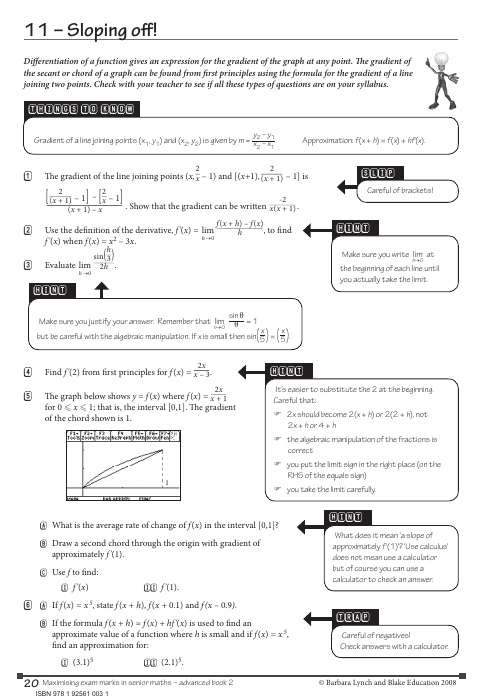 11 – Sloping off!
Differentiation of a function gives an expression for the gradient of the graph at any point. The gradient of
the secant or chord of a graph can be found from first principles using the formula for the gradient of a line
joining two points. Check with your teacher to see if all these types of questions are on your syllabus.
THINGS TO KNOW
Gradient of a line joining points (x₁, y₁) and (x₂, y₂) is given by m = (y₂ – y₁)/(x₂ – x₁) Approximation: f(x + h) ≈ f(x) + hf'(x).
1 The gradient of the line joining points (x, 2/x – 1) and [(x+1), 2/(x + 1) – 1] is
[2/(x + 1) – 1] – [2/x – 1] / (x + 1) – x . Show that the gradient can be written -2/x(x + 1).
SLIP
Careful of brackets!
2 Use the definition of the derivative, f'(x) = lim h→0 f(x + h) – f(x)/h, to find
f'(x) when f(x) = x² – 3x.
3 Evaluate lim h→0 sin(h/3)/2h.
HINT
Make sure you write lim h→0 at
the beginning of each line until
you actually take the limit.
HINT
Make sure you justify your answer. Remember that lim h→0 sin θ/θ = 1
but be careful with the algebraic manipulation. If x is small then sin(x/5) ≈ (x/5)
4 Find f'(2) from first principles for f(x) = 2x/x – 3.
5 The graph below shows y = f(x) where f(x) = 2x/x + 1
for 0 ⩽ x ⩽ 1; that is, the interval [0,1]. The gradient
of the chord shown is 1.
HINT
It's easier to substitute the 2 at the beginning.
Careful that:
☞ 2x should become 2(x + h) or 2(2 + h), not
2x + h or 4 + h
☞ the algebraic manipulation of the fractions is
correct
☞ you put the limit sign in the right place (on the
RHS of the equals sign)
☞ you take the limit carefully.
1
A What is the average rate of change of f(x) in the interval [0,1]?
B Draw a second chord through the origin with gradient of
approximately f'(1).
C Use f to find:
I f'(x) II f'(1).
HINT
What does it mean 'a slope of
approximately f'(1)'? 'Use calculus'
does not mean use a calculator
but of course you can use a
calculator to check an answer.
6 A If f(x) = x⁵, state f(x + h), f(x + 0.1) and f(x – 0.9).
B If the formula f(x + h) ≈ f(x) + hf'(x) is used to find an
approximate value of a function where h is small and if f(x) = x⁵,
find an approximation for:
I (3.1)⁵ II (2.1)⁵.
TRAP
Careful of negatives!
Check answers with a calculator.
20 Maximising exam marks in senior maths – advanced book 2 © Barbara Lynch and Blake Education 2008
ISBN 978 1 92561 003 1